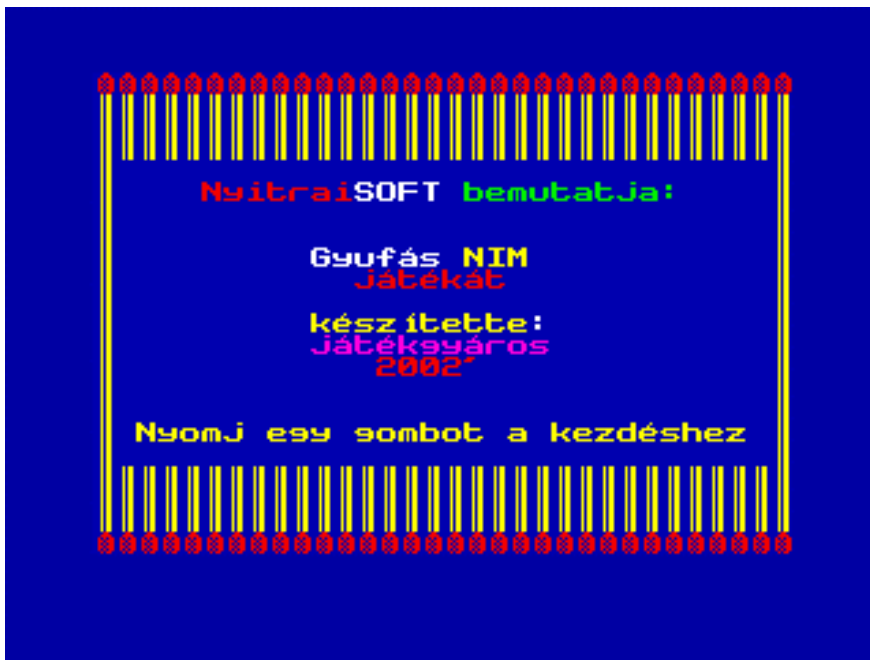 NyitraiSOFT bemutatja:
Gyufás NIM
játékát
készítette:
játékgyáros
2002'
Nyomj egy gombot a kezdéshez